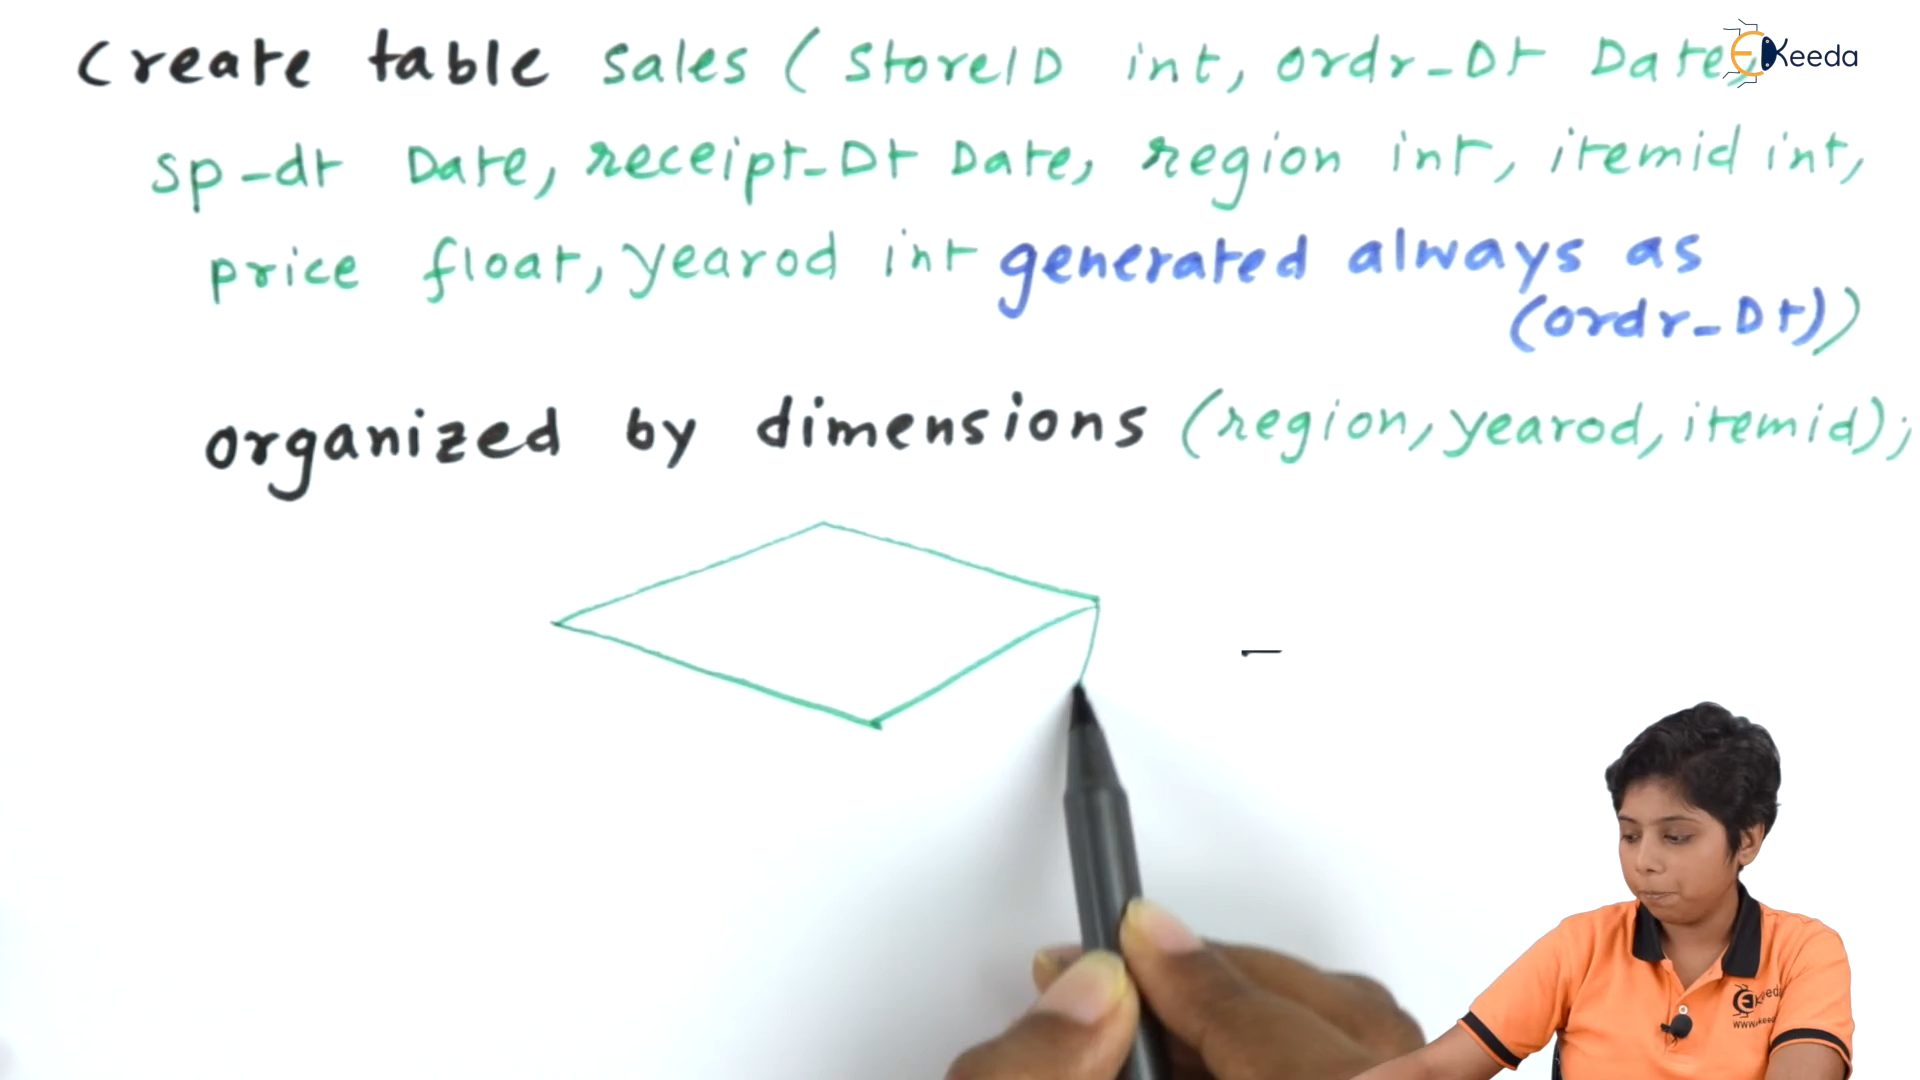 Create table sales ( StoreID int, ordr_Dt Date,
sp-dt Date, receipt_Dt Date, region int, itemid int,
price float, yearod int generated always as
(ordr_Dt))
organized by dimensions (region, yearod, itemid);
EKeeda